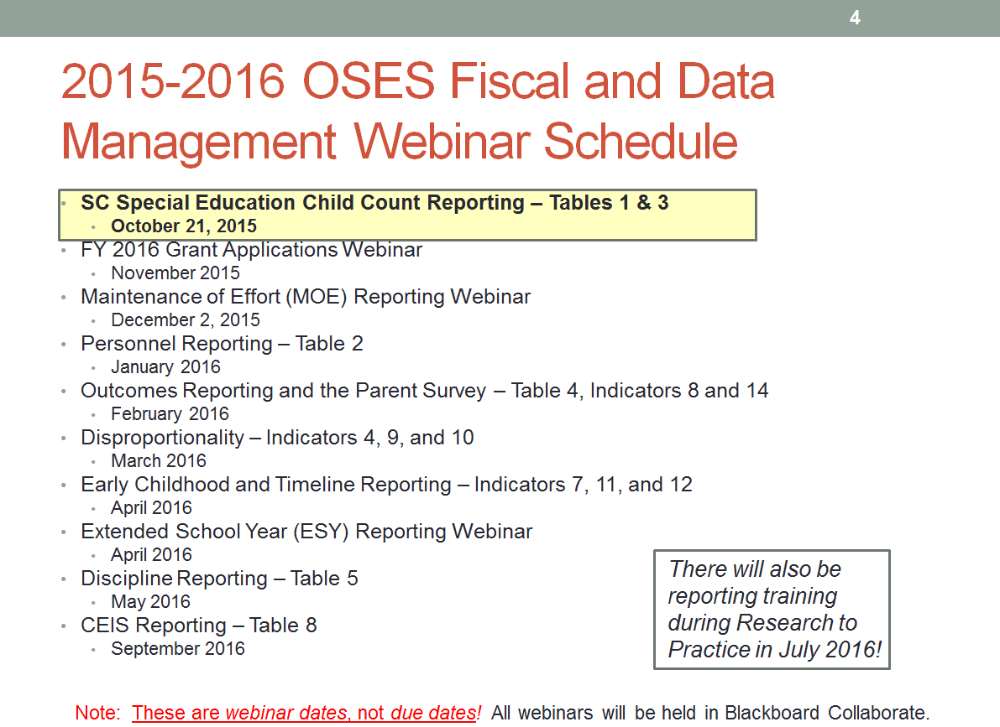 4
2015-2016 OSES Fiscal and Data
Management Webinar Schedule
• SC Special Education Child Count Reporting – Tables 1 & 3
• October 21, 2015
• FY 2016 Grant Applications Webinar
• November 2015
• Maintenance of Effort (MOE) Reporting Webinar
• December 2, 2015
• Personnel Reporting – Table 2
• January 2016
• Outcomes Reporting and the Parent Survey – Table 4, Indicators 8 and 14
• February 2016
• Disproportionality – Indicators 4, 9, and 10
• March 2016
• Early Childhood and Timeline Reporting – Indicators 7, 11, and 12
• April 2016
• Extended School Year (ESY) Reporting Webinar
• April 2016
• Discipline Reporting – Table 5
• May 2016
• CEIS Reporting – Table 8
• September 2016
There will also be
reporting training
during Research to
Practice in July 2016!
Note: These are webinar dates, not due dates! All webinars will be held in Blackboard Collaborate.